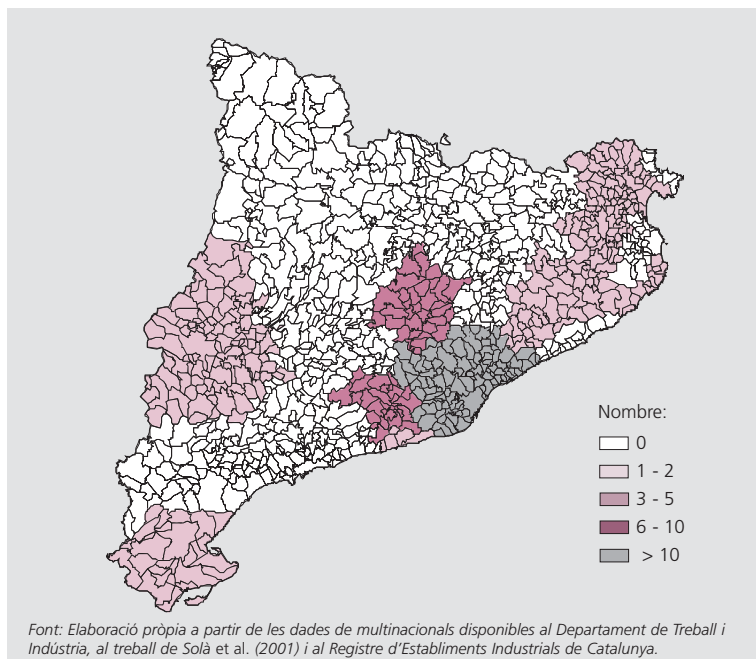 Nombre:
0
1 - 2
3 - 5
6 - 10
> 10
Font: Elaboració pròpia a partir de les dades de multinacionals disponibles al Departament de Treball i
Indústria, al treball de Solà et al. (2001) i al Registre d'Establiments Industrials de Catalunya.